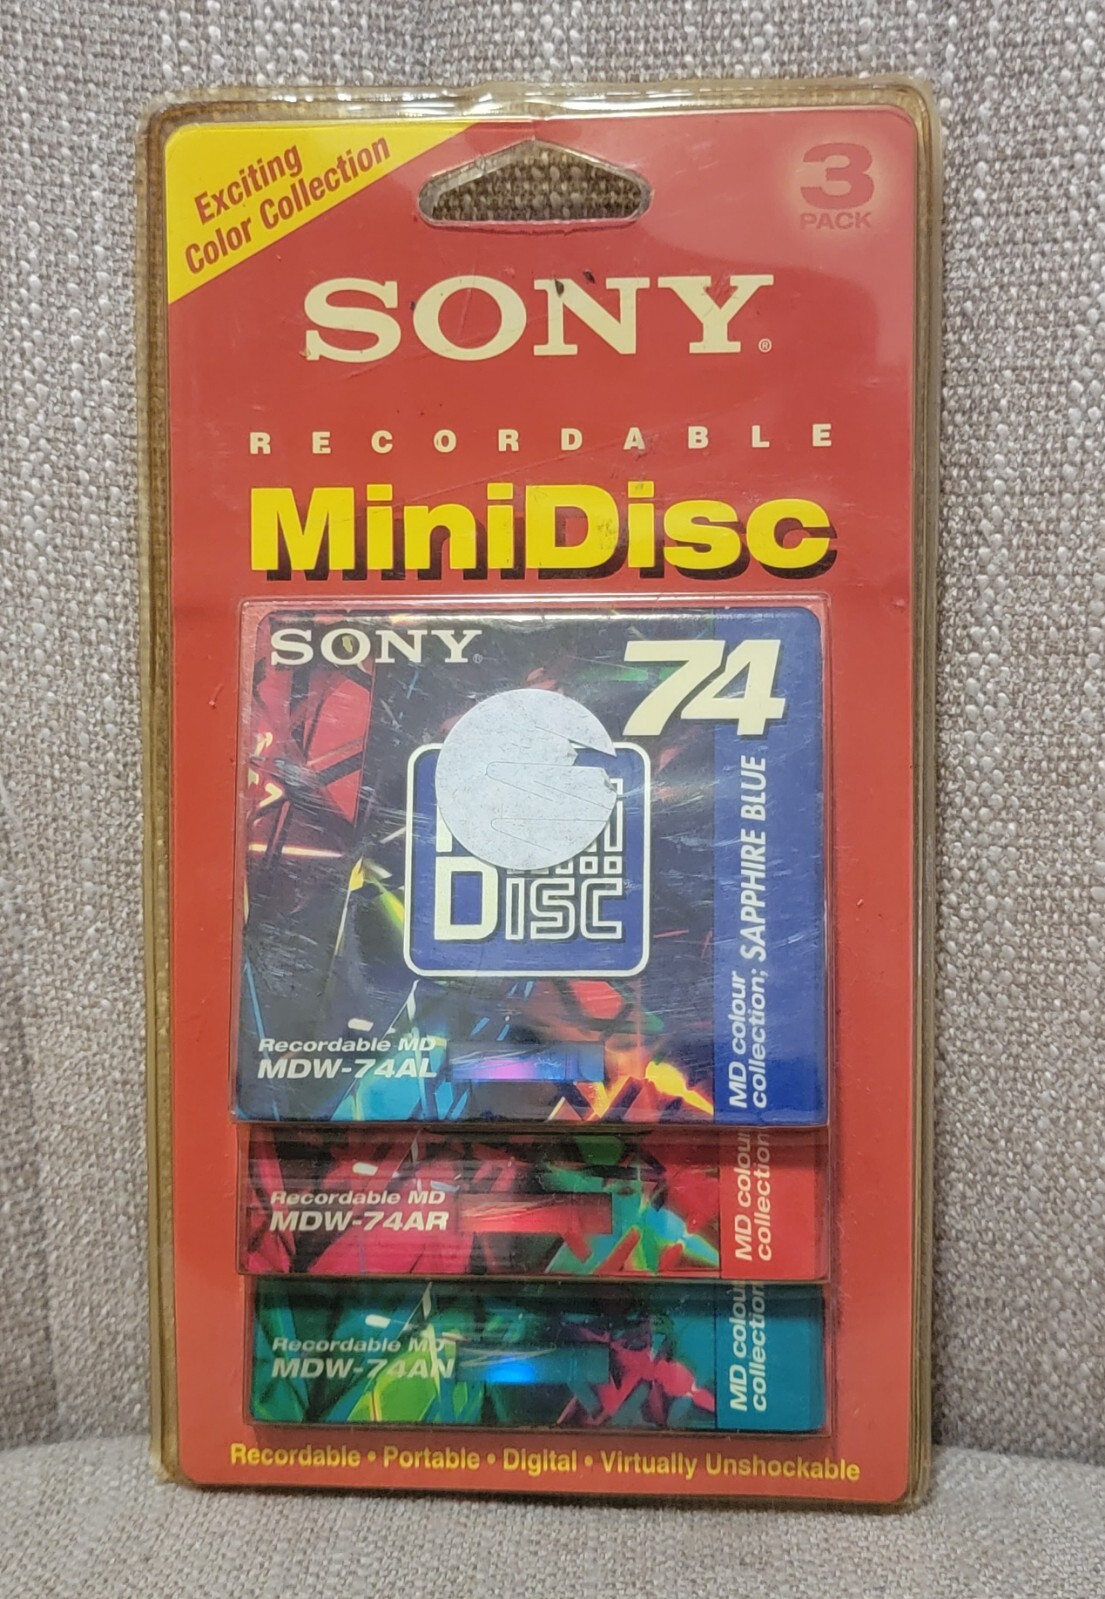 Exciting
Color Collection
3
PACK
SONY®
RECORDABLE
MiniDisc
SONY®
74
DISC
MD colour
collection; SAPPHIRE BLUE
Recordable MD
MDW-74AL
Recordable MD
MDW-74AR
MD colour
collection
Recordable MD
MDW-74AN
MD colour
collection
Recordable • Portable • Digital • Virtually Unshockable